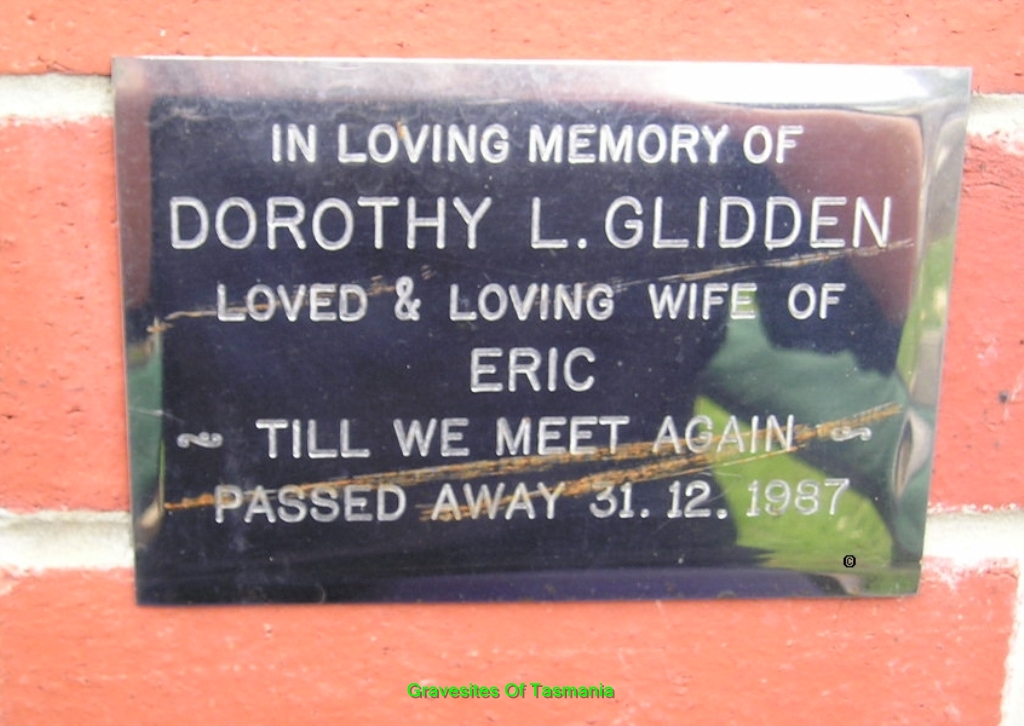 IN LOVING MEMORY OF
DOROTHY L. GLIDDEN
LOVED & LOVING WIFE OF
ERIC
~ TILL WE MEET AGAIN ~
PASSED AWAY 31. 12. 1987
©
Gravesites Of Tasmania